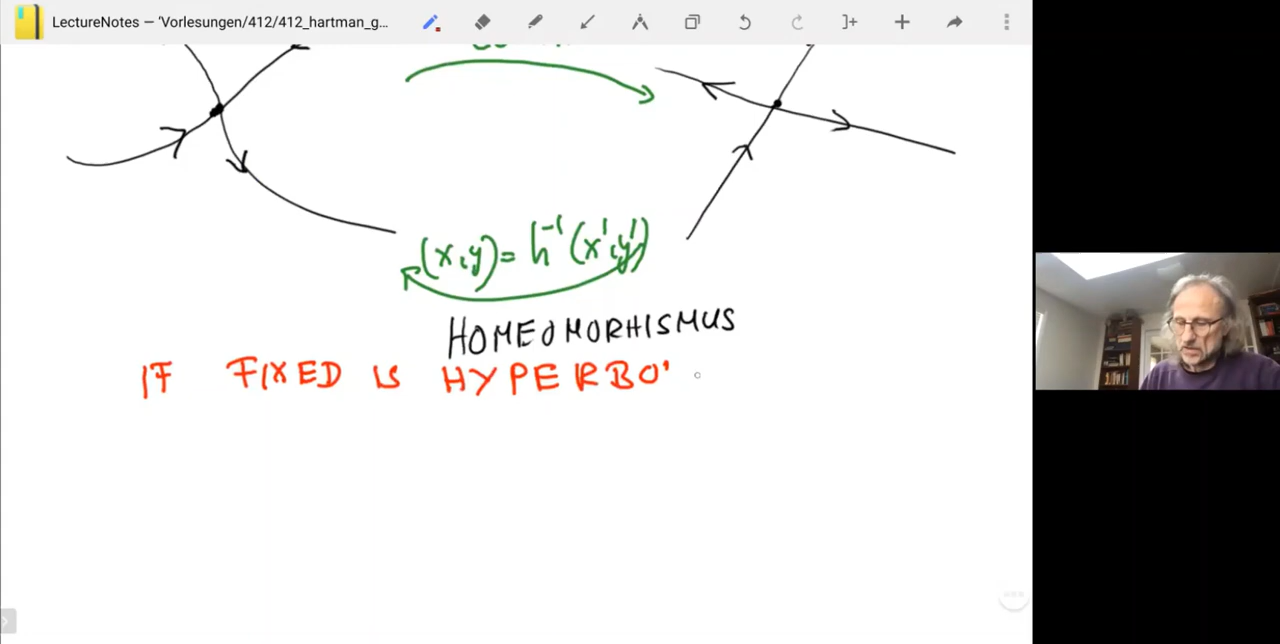 LectureNotes — 'Vorlesungen/412/412_hartman_g...
(x,y) = h⁻¹(x',y')
HOMEOMORHISMUS
IF FIXED IS HYPERBO'